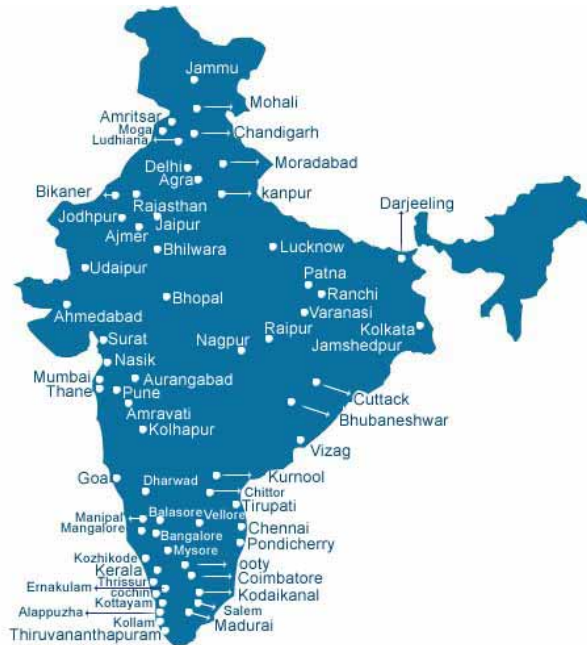 Jammu
Mohali
Amritsar
Moga
Chandigarh
Ludhiana
Moradabad
Delhi
Agra
Bikaner
Rajasthan
kanpur
Darjeeling
Jodhpur
Jaipur
Ajmer
Bhilwara
Lucknow
Udaipur
Patna
Bhopal
Ranchi
Ahmedabad
Varanasi
Kolkata
Raipur
Surat
Nagpur
Jamshedpur
Nasik
Mumbai
Aurangabad
Thane
Pune
Cuttack
Amravati
Bhubaneshwar
Kolhapur
Vizag
Goa
Dharwad
Kurnool
Chittor
Tirupati
Manipal
Balasore
Vellore
Mangalore
Bangalore
Chennai
Pondicherry
Mysore
Kozhikode
ooty
Kerala
Coimbatore
Thrissur
Ernakulam
cochin
Kodaikanal
Kottayam
Salem
Alappuzha
Kollam
Madurai
Thiruvananthapuram